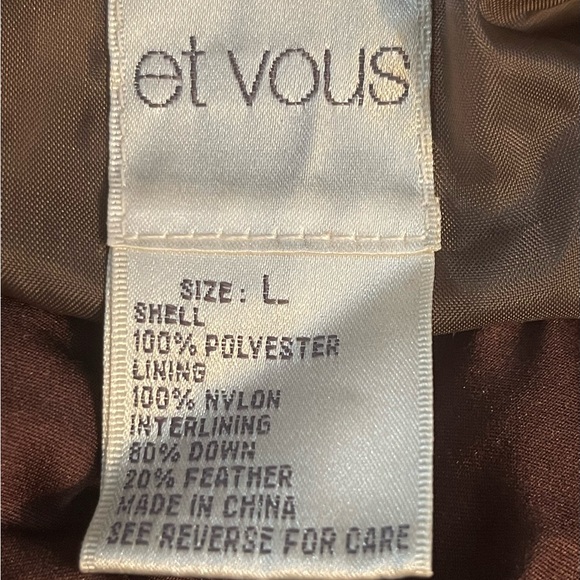 et vous
SIZE: L
SHELL
100% POLYESTER
LINING
100% NYLON
INTERLINING
80% DOWN
20% FEATHER
MADE IN CHINA
SEE REVERSE FOR CARE